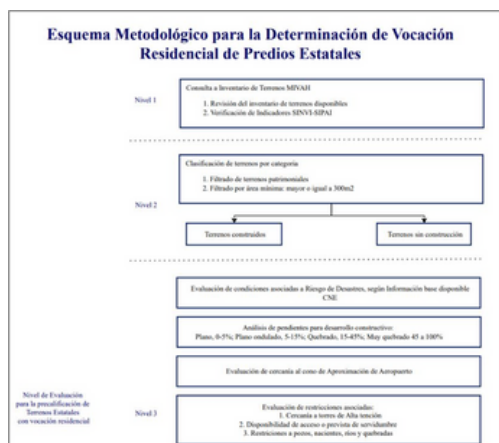 Esquema Metodológico para la Determinación de Vocación
Residencial de Predios Estatales
Nivel 1
Consulta a Inventario de Terrenos MIVAH
1. Revisión del inventario de terrenos disponibles
2. Verificación de Indicadores SINVI-SIPAI
Nivel 2
Clasificación de terrenos por categoría
1. Filtrado de terrenos patrimoniales
2. Filtrado por área mínima: mayor o igual a 300m2
Terrenos construidos
Terrenos sin construcción
Evaluación de condiciones asociadas a Riesgo de Desastres, según Información base disponible
CNE
Análisis de pendientes para desarrollo constructivo:
Plano, 0-5%; Plano ondulado, 5-15%; Quebrado, 15-45%; Muy quebrado 45 a 100%
Evaluación de cercanía al cono de Aproximación de Aeropuerto
Nivel de Evaluación
para la precalificación de
Terrenos Estatales
con vocación residencial
Nivel 3
Evaluación de restricciones asociadas:
1. Cercanía a torres de Alta tención
2. Disponibilidad de acceso o prevista de servidumbre
3. Restricciones a pozos, nacientes, ríos y quebradas